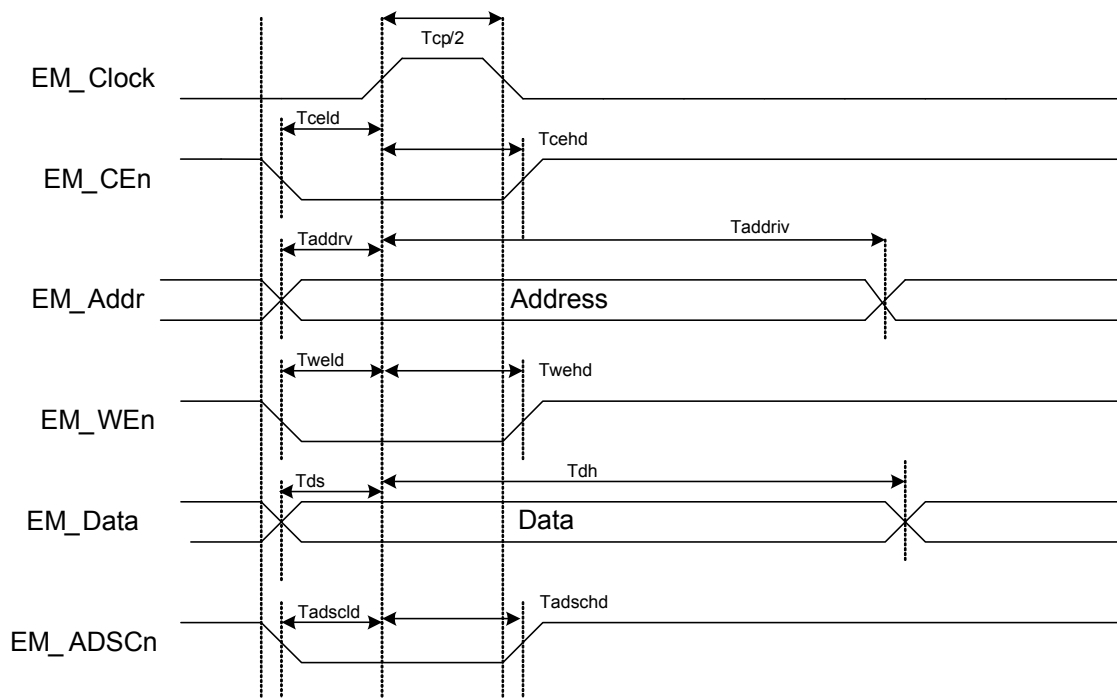 Tcp/2
EM_Clock
Tceld
Tcehd
EM_CEn
Taddrv
Taddriv
EM_Addr
Address
Tweld
Twehd
EM_WEn
Tds
Tdh
EM_Data
Data
Tadscld
Tadschd
EM_ADSCn